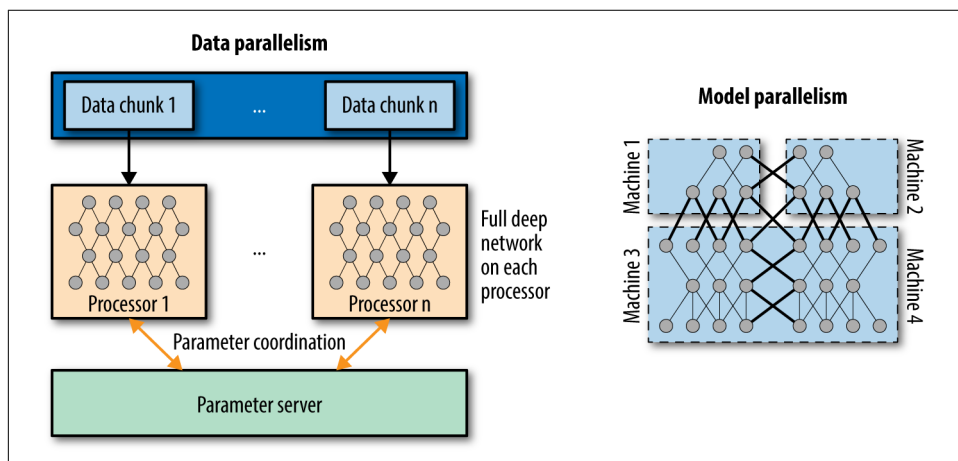 Data parallelism
Data chunk 1
...
Data chunk n
Processor 1
...
Processor n
Full deep
network
on each
processor
Parameter coordination
Parameter server
Model parallelism
Machine 1
Machine 2
Machine 3
Machine 4